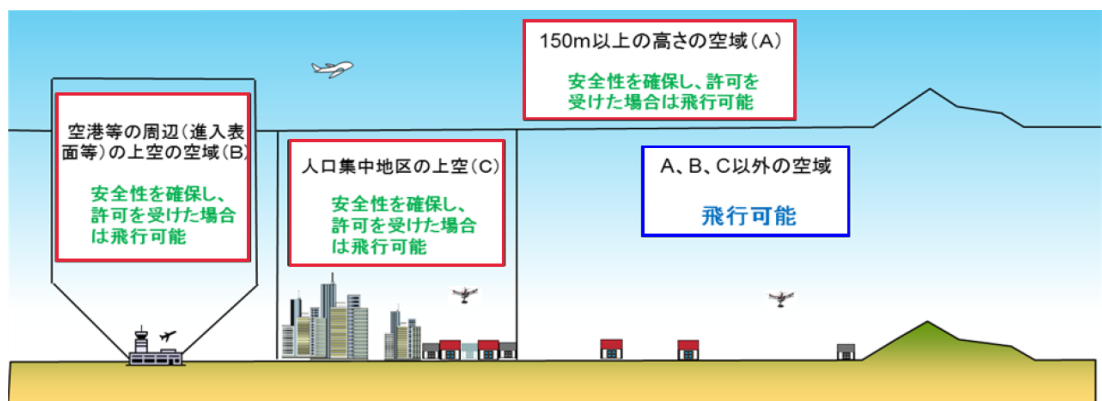 150m以上の高さの空域(A)
安全性を確保し、許可を
受けた場合は飛行可能
空港等の周辺(進入表
面等)の上空の空域(B)
安全性を確保し、
許可を受けた場合
は飛行可能
人口集中地区の上空(C)
安全性を確保し、
許可を受けた場合
は飛行可能
A、B、C以外の空域
飛行可能